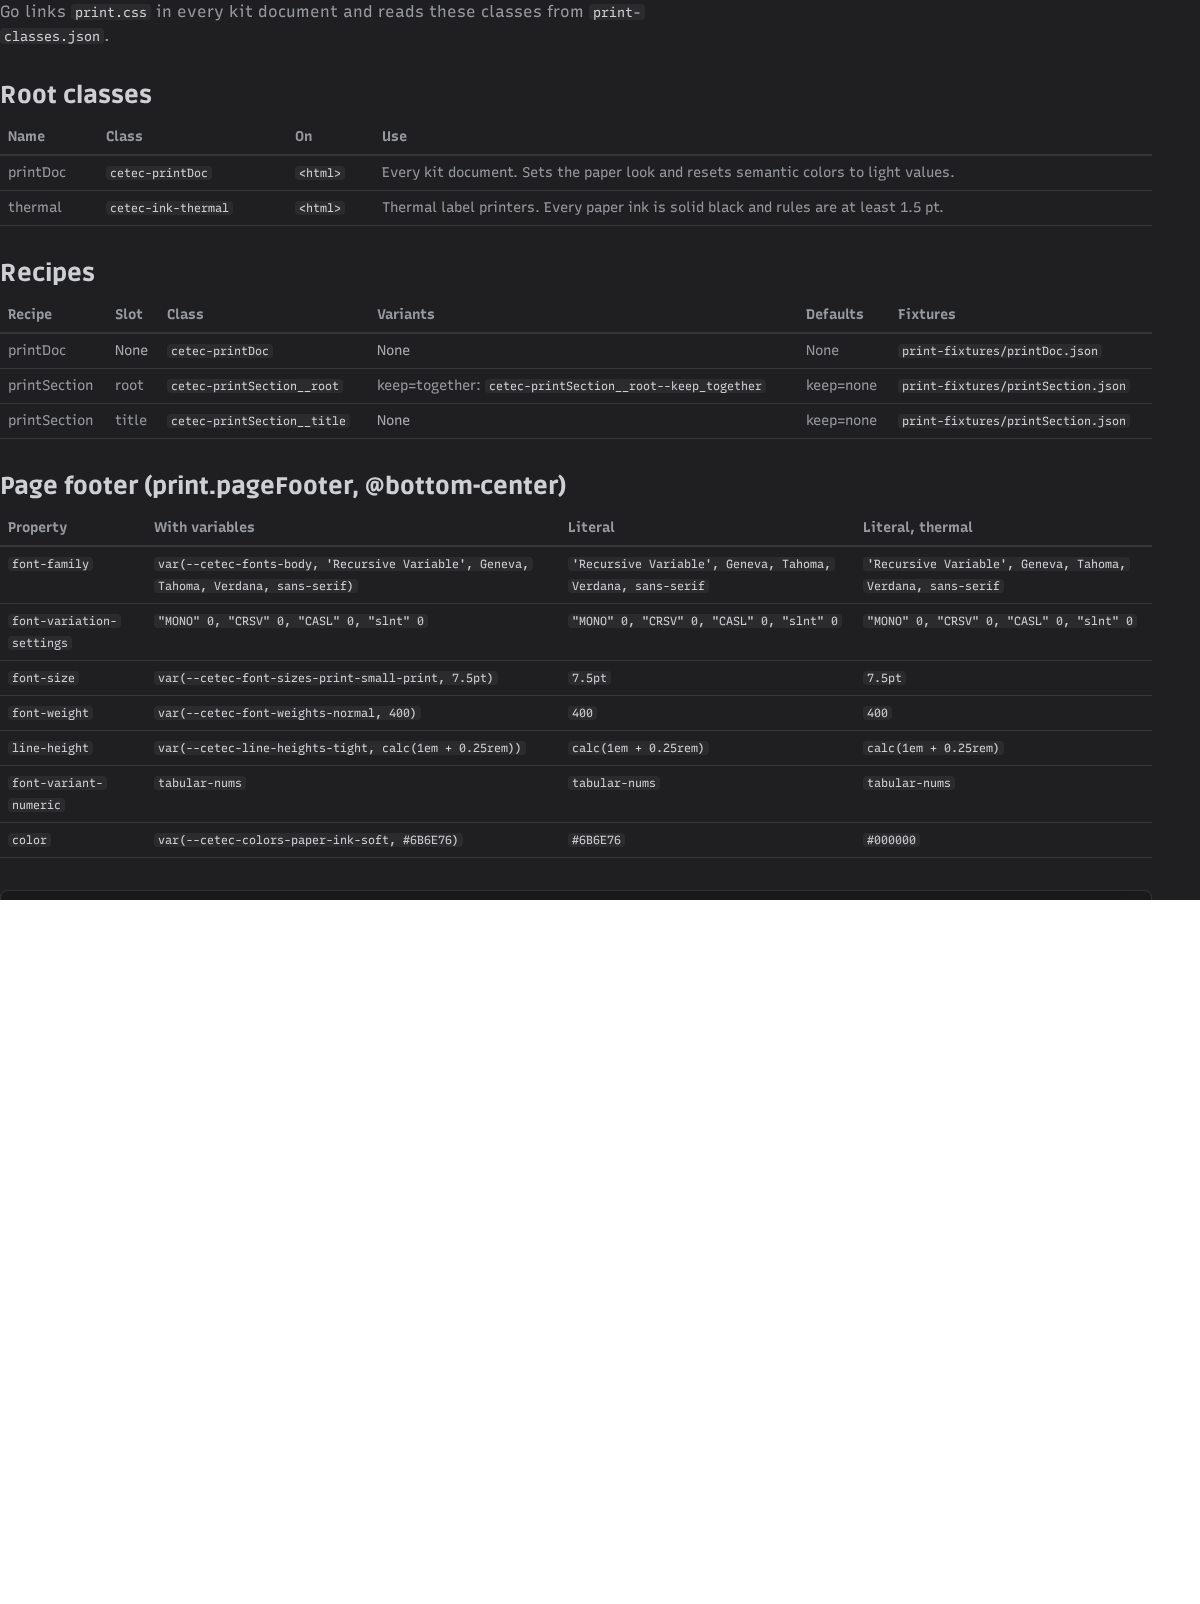 Go links print.css in every kit document and reads these classes from print-
classes.json.
Root classes
Name Class On Use
printDoc cetec-printDoc <html> Every kit document. Sets the paper look and resets semantic colors to light values.
thermal cetec-ink-thermal <html> Thermal label printers. Every paper ink is solid black and rules are at least 1.5 pt.
Recipes
Recipe Slot Class Variants Defaults Fixtures
printDoc None cetec-printDoc None None print-fixtures/printDoc.json
printSection root cetec-printSection__root keep=together: cetec-printSection__root--keep_together keep=none print-fixtures/printSection.json
printSection title cetec-printSection__title None keep=none print-fixtures/printSection.json
Page footer (print.pageFooter, @bottom-center)
Property With variables Literal Literal, thermal
font-family var(--cetec-fonts-body, 'Recursive Variable', Geneva, 'Recursive Variable', Geneva, Tahoma, 'Recursive Variable', Geneva, Tahoma,
Tahoma, Verdana, sans-serif) Verdana, sans-serif Verdana, sans-serif
font-variation- "MONO" 0, "CRSV" 0, "CASL" 0, "slnt" 0 "MONO" 0, "CRSV" 0, "CASL" 0, "slnt" 0 "MONO" 0, "CRSV" 0, "CASL" 0, "slnt" 0
settings
font-size var(--cetec-font-sizes-print-small-print, 7.5pt) 7.5pt 7.5pt
font-weight var(--cetec-font-weights-normal, 400) 400 400
line-height var(--cetec-line-heights-tight, calc(1em + 0.25rem)) calc(1em + 0.25rem) calc(1em + 0.25rem)
font-variant- tabular-nums tabular-nums tabular-nums
numeric
color var(--cetec-colors-paper-ink-soft, #6B6E76) #6B6E76 #000000